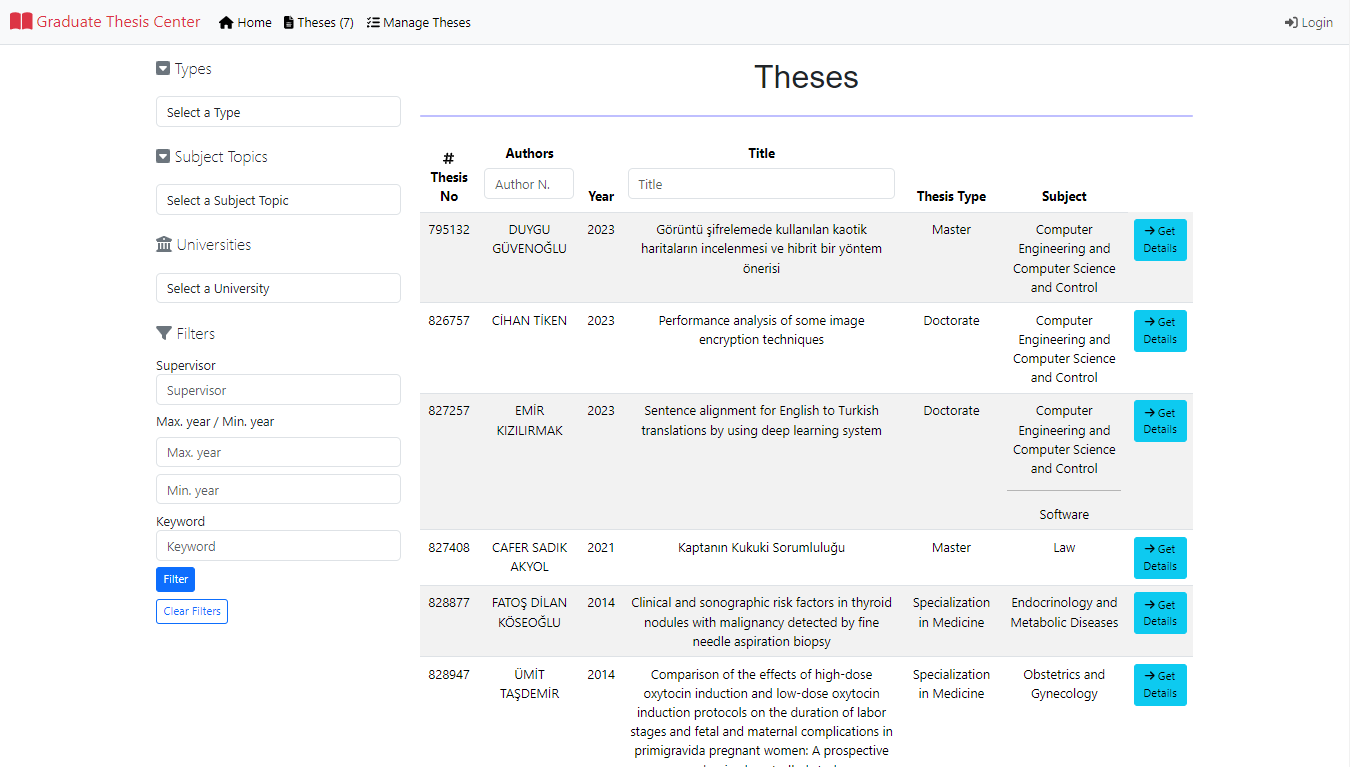 Graduate Thesis Center Home Theses (7) Manage Theses Login
Types
Select a Type
Subject Topics
Select a Subject Topic
Universities
Select a University
Filters
Supervisor
Supervisor
Max. year / Min. year
Max. year
Min. year
Keyword
Keyword
Filter
Clear Filters
Theses
#
Thesis
No
Authors
Author N.
Year
Title
Title
Thesis Type
Subject
795132
DUYGU
GÜVENOĞLU
2023
Görüntü şifrelemede kullanılan kaotik
haritaların incelenmesi ve hibrit bir yöntem
önerisi
Master
Computer
Engineering and
Computer Science
and Control
Get
Details
826757
CİHAN TİKEN
2023
Performance analysis of some image
encryption techniques
Doctorate
Computer
Engineering and
Computer Science
and Control
Get
Details
827257
EMİR
KIZILIRMAK
2023
Sentence alignment for English to Turkish
translations by using deep learning system
Doctorate
Computer
Engineering and
Computer Science
and Control
Software
Get
Details
827408
CAFER SADIK
AKYOL
2021
Kaptanın Kukuki Sorumluluğu
Master
Law
Get
Details
828877
FATOŞ DİLAN
KÖSEOĞLU
2014
Clinical and sonographic risk factors in thyroid
nodules with malignancy detected by fine
needle aspiration biopsy
Specialization
in Medicine
Endocrinology and
Metabolic Diseases
Get
Details
828947
ÜMİT
TAŞDEMİR
2014
Comparison of the effects of high-dose
oxytocin induction and low-dose oxytocin
induction protocols on the duration of labor
stages and fetal and maternal complications in
primigravida pregnant women: A prospective
Specialization
in Medicine
Obstetrics and
Gynecology
Get
Details